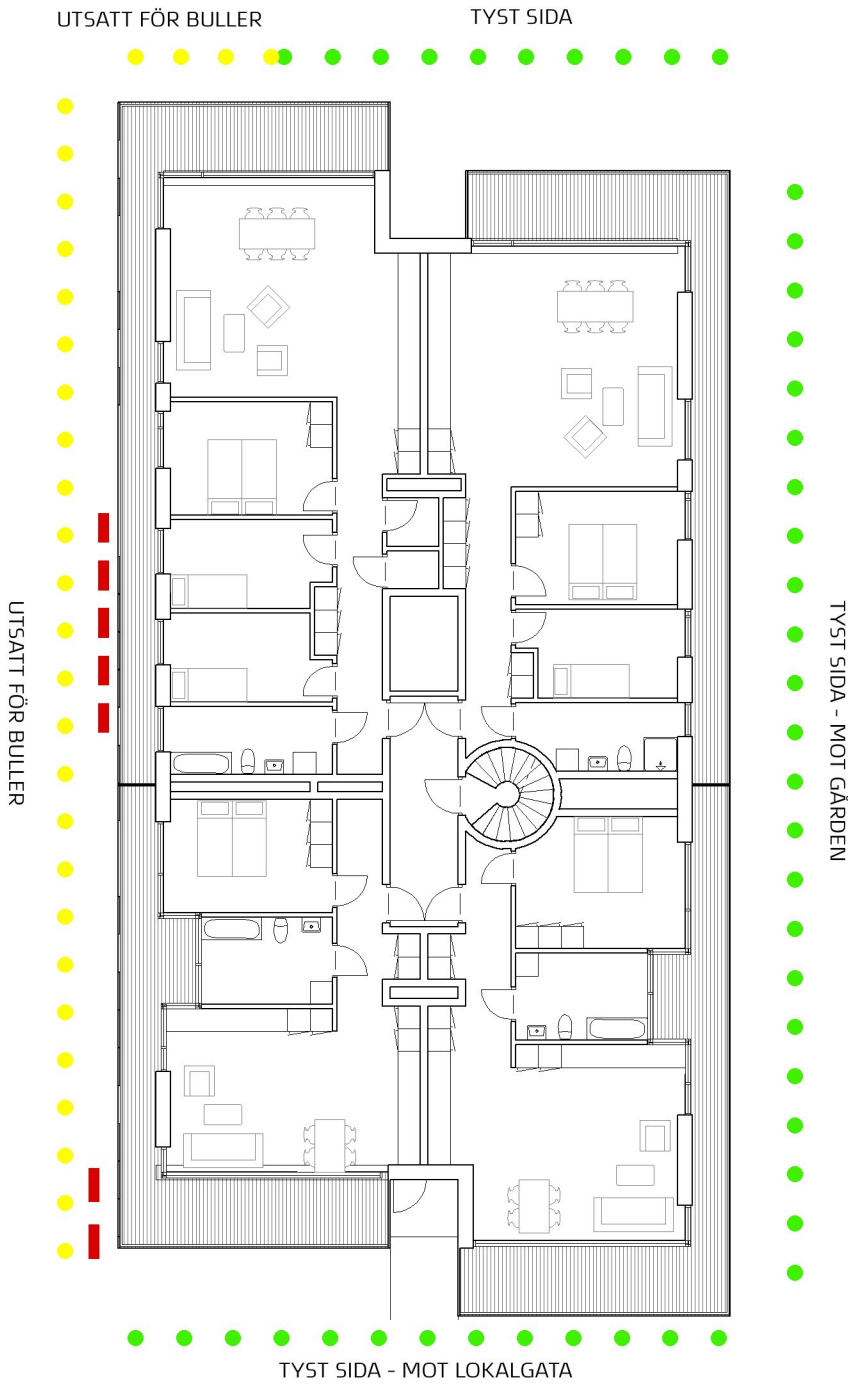 UTSATT FÖR BULLER
TYST SIDA
UTSATT FÖR BULLER
TYST SIDA - MOT GÅRDEN
TYST SIDA - MOT LOKALGATA